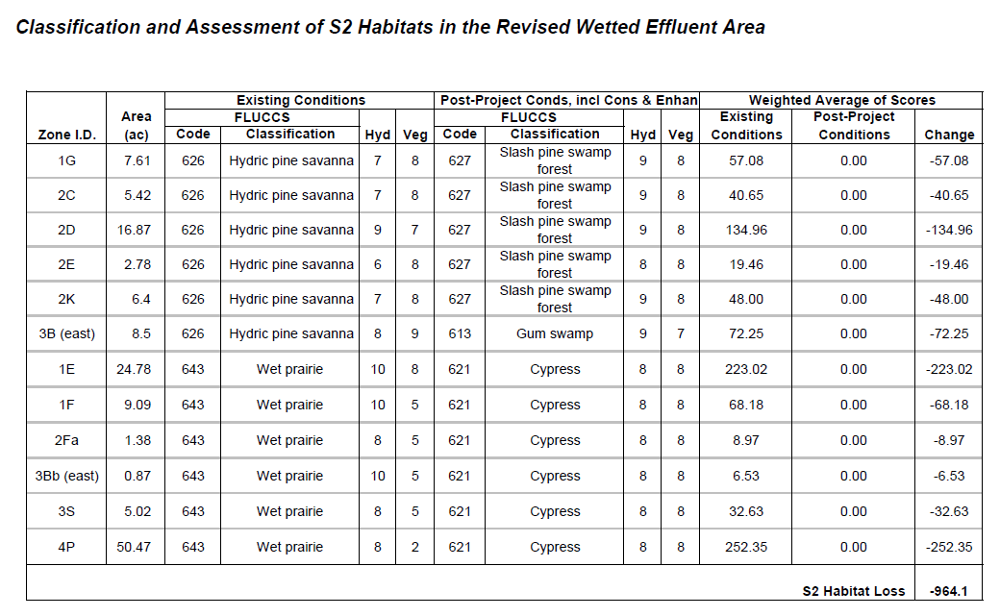 Classification and Assessment of S2 Habitats in the Revised Wetted Effluent Area
Existing Conditions Post-Project Conds, incl Cons & Enhan Weighted Average of Scores
Area FLUCCS FLUCCS Existing Post-Project
Zone I.D. (ac) Code Classification Hyd Veg Code Classification Hyd Veg Conditions Conditions Change
1G 7.61 626 Hydric pine savanna 7 8 627 Slash pine swamp forest 9 8 57.08 0.00 -57.08
2C 5.42 626 Hydric pine savanna 7 8 627 Slash pine swamp forest 9 8 40.65 0.00 -40.65
2D 16.87 626 Hydric pine savanna 9 7 627 Slash pine swamp forest 9 8 134.96 0.00 -134.96
2E 2.78 626 Hydric pine savanna 6 8 627 Slash pine swamp forest 8 8 19.46 0.00 -19.46
2K 6.4 626 Hydric pine savanna 7 8 627 Slash pine swamp forest 9 8 48.00 0.00 -48.00
3B (east) 8.5 626 Hydric pine savanna 8 9 613 Gum swamp 9 7 72.25 0.00 -72.25
1E 24.78 643 Wet prairie 10 8 621 Cypress 8 8 223.02 0.00 -223.02
1F 9.09 643 Wet prairie 10 5 621 Cypress 8 8 68.18 0.00 -68.18
2Fa 1.38 643 Wet prairie 8 5 621 Cypress 8 8 8.97 0.00 -8.97
3Bb (east) 0.87 643 Wet prairie 10 5 621 Cypress 8 8 6.53 0.00 -6.53
3S 5.02 643 Wet prairie 8 5 621 Cypress 8 8 32.63 0.00 -32.63
4P 50.47 643 Wet prairie 8 2 621 Cypress 8 8 252.35 0.00 -252.35
S2 Habitat Loss -964.1